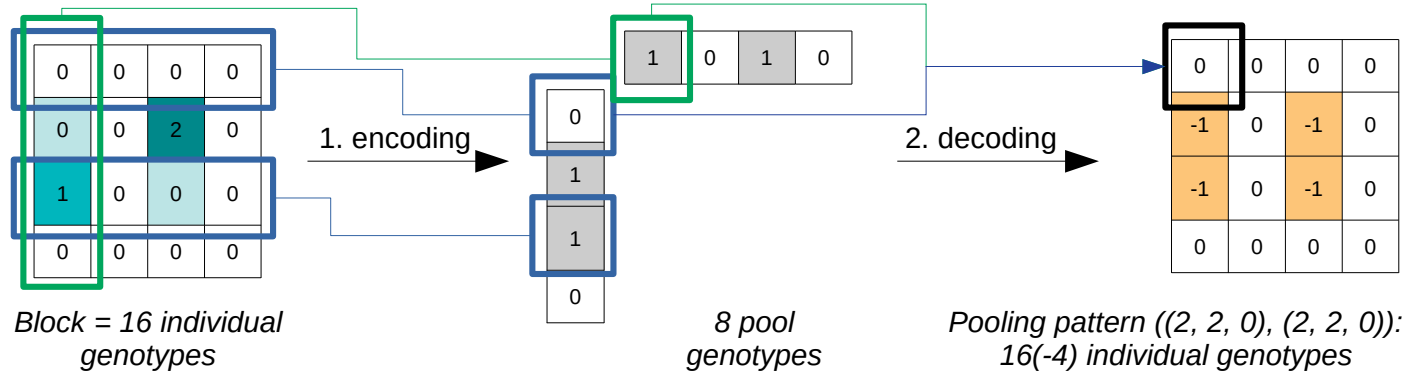 0 0 0 0
0 0 2 0
1 0 0 0
0 0 0 0
Block = 16 individual
genotypes
1. encoding
1 0 1 0
0
1
1
0
8 pool
genotypes
2. decoding
0 0 0 0
-1 0 -1 0
-1 0 -1 0
0 0 0 0
Pooling pattern ((2, 2, 0), (2, 2, 0)):
16(-4) individual genotypes